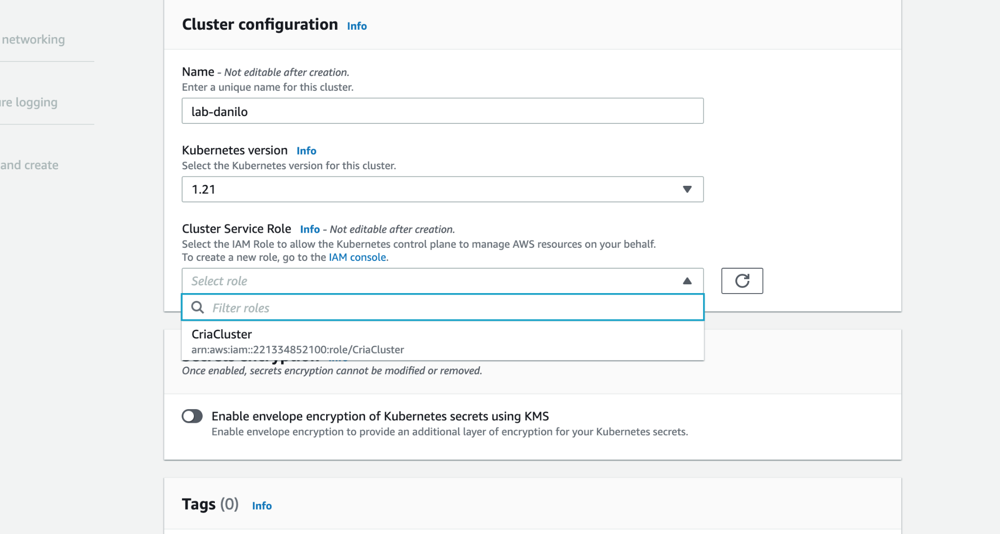 Cluster configuration Info
networking
Name - Not editable after creation.
Enter a unique name for this cluster.
logging
lab-danilo
Kubernetes version Info
and create
Select the Kubernetes version for this cluster.
1.21
Cluster Service Role Info - Not editable after creation.
Select the IAM Role to allow the Kubernetes control plane to manage AWS resources on your behalf.
To create a new role, go to the IAM console.
Select role
Filter roles
CriaCluster
arn:aws:iam::221334852100:role/CriaCluster
Once enabled, secrets encryption cannot be modified or removed.
Enable envelope encryption of Kubernetes secrets using KMS
Enable envelope encryption to provide an additional layer of encryption for your Kubernetes secrets.
Tags (0) Info